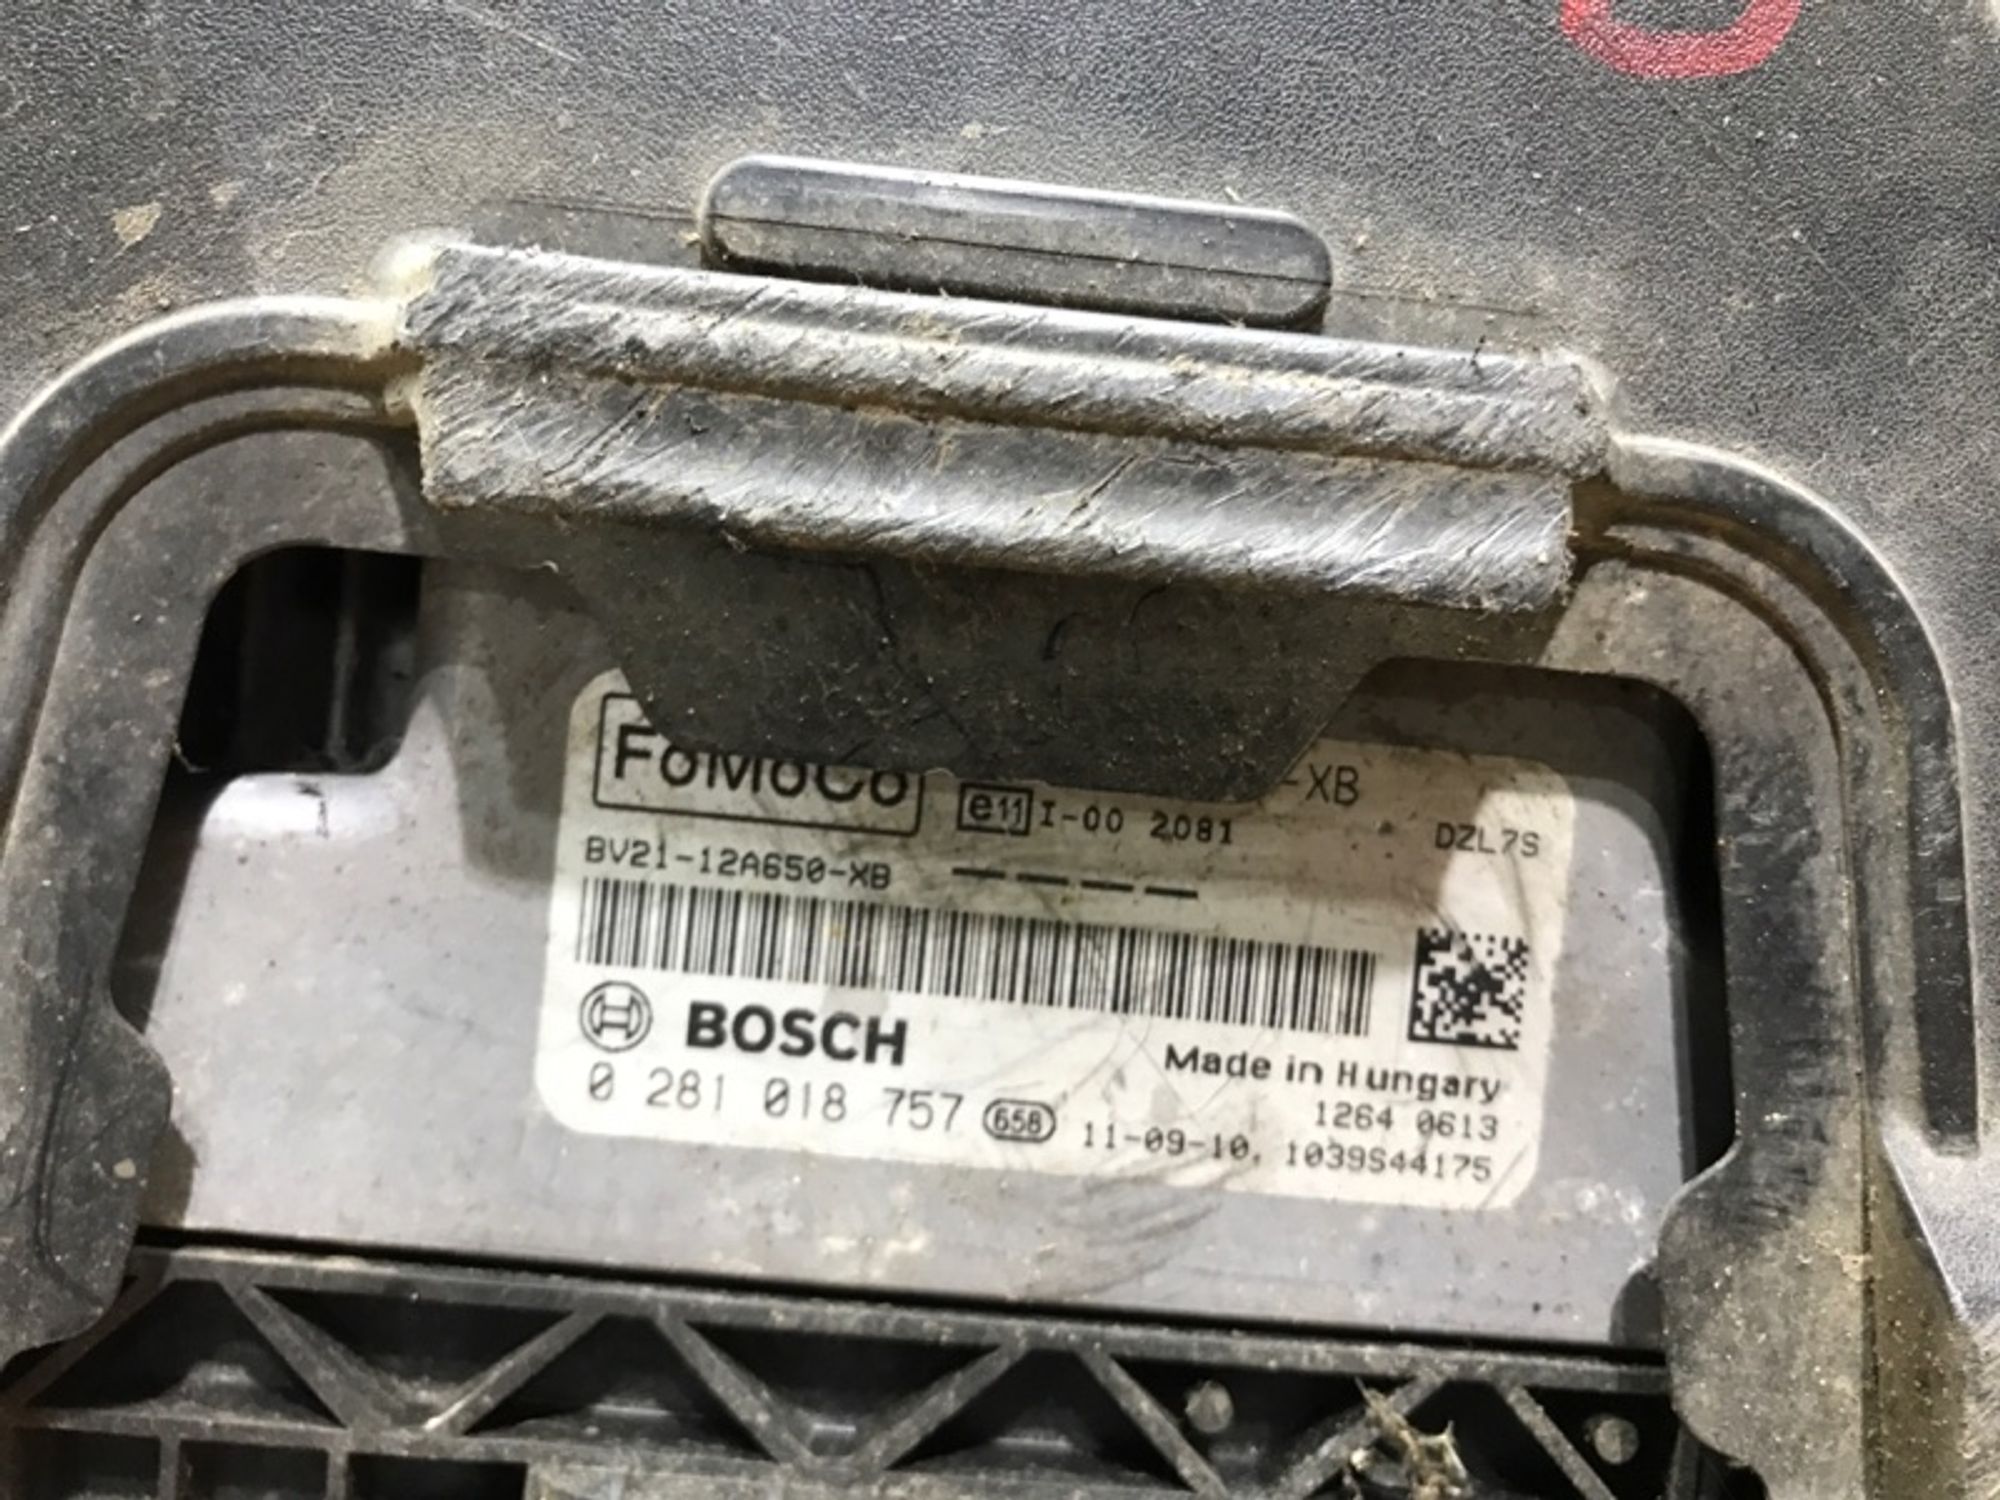 FoMoCo
-XB
e11 I-00 2081
DZL7S
BV21-12A650-XB ----
BOSCH
Made in Hungary
0 281 018 757 658
1264 0613
11-09-10. 1039S44175